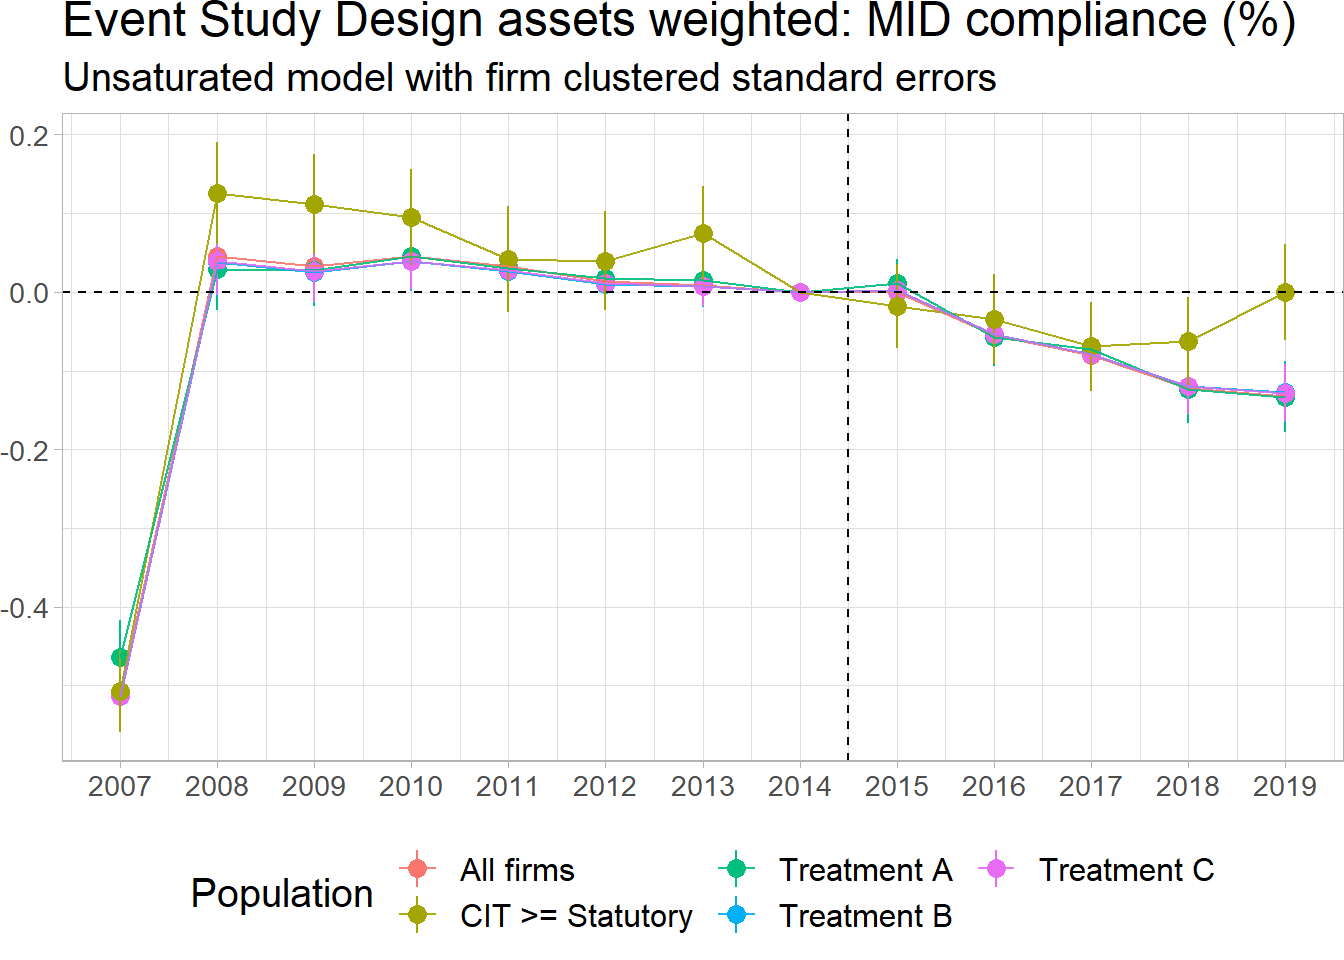 Event Study Design assets weighted: MID compliance (%)
Unsaturated model with firm clustered standard errors
0.2
0.0
-0.2
-0.4
2007 2008 2009 2010 2011 2012 2013 2014 2015 2016 2017 2018 2019
Population
All firms
CIT >= Statutory
Treatment A
Treatment B
Treatment C